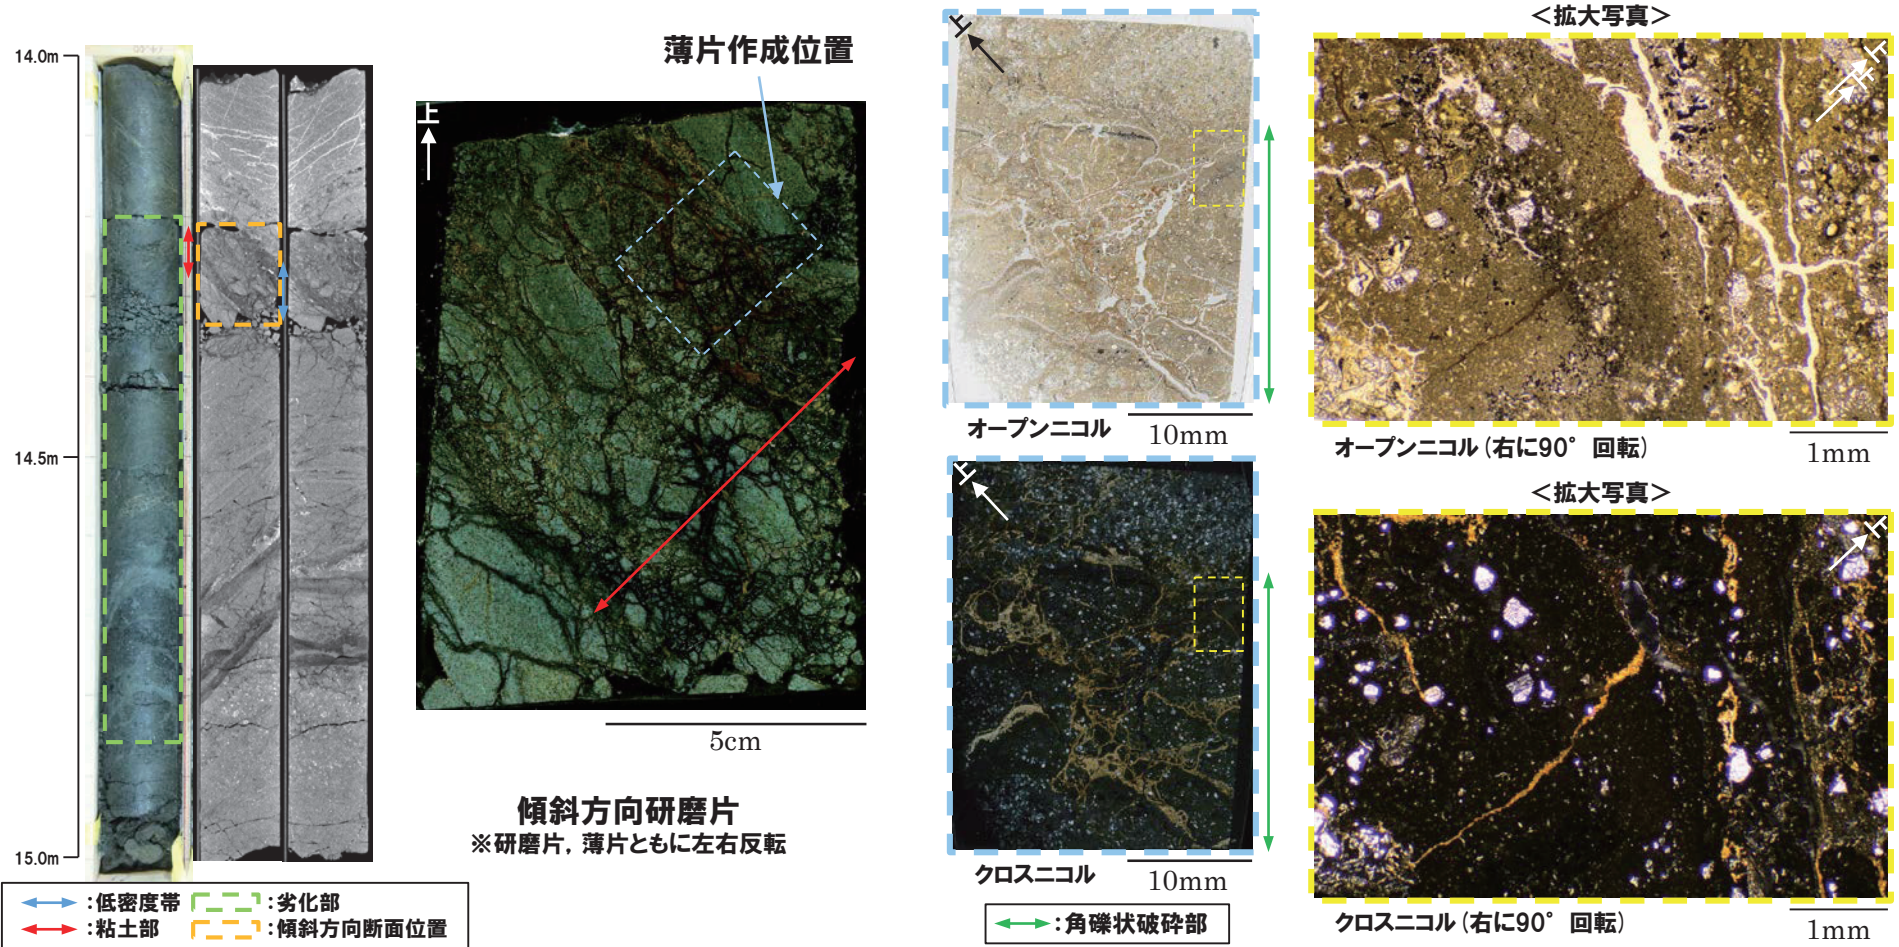 14.0m
14.5m
15.0m
薄片作成位置
上
5cm
傾斜方向研磨片
※研磨片，薄片ともに左右反転
上
オープンニコル
10mm
上
クロスニコル
10mm
＜拡大写真＞
上
上
オープンニコル（右に90°回転）
1mm
＜拡大写真＞
上
クロスニコル（右に90°回転）
1mm
：低密度帯
：劣化部
：粘土部
：傾斜方向断面位置
：角礫状破砕部